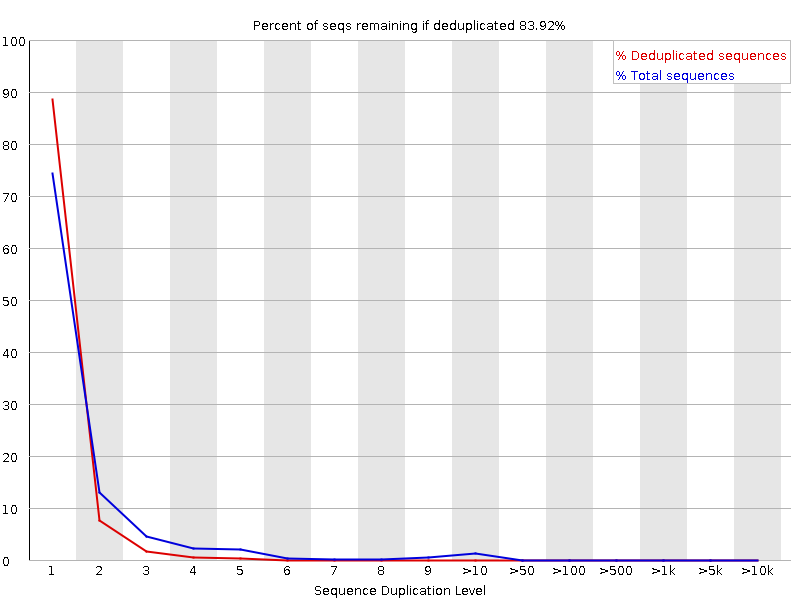 Percent of seqs remaining if deduplicated 83.92%
% Deduplicated sequences
% Total sequences
100
90
80
70
60
50
40
30
20
10
0
1 2 3 4 5 6 7 8 9 >10 >50 >100 >500 >1k >5k >10k
Sequence Duplication Level